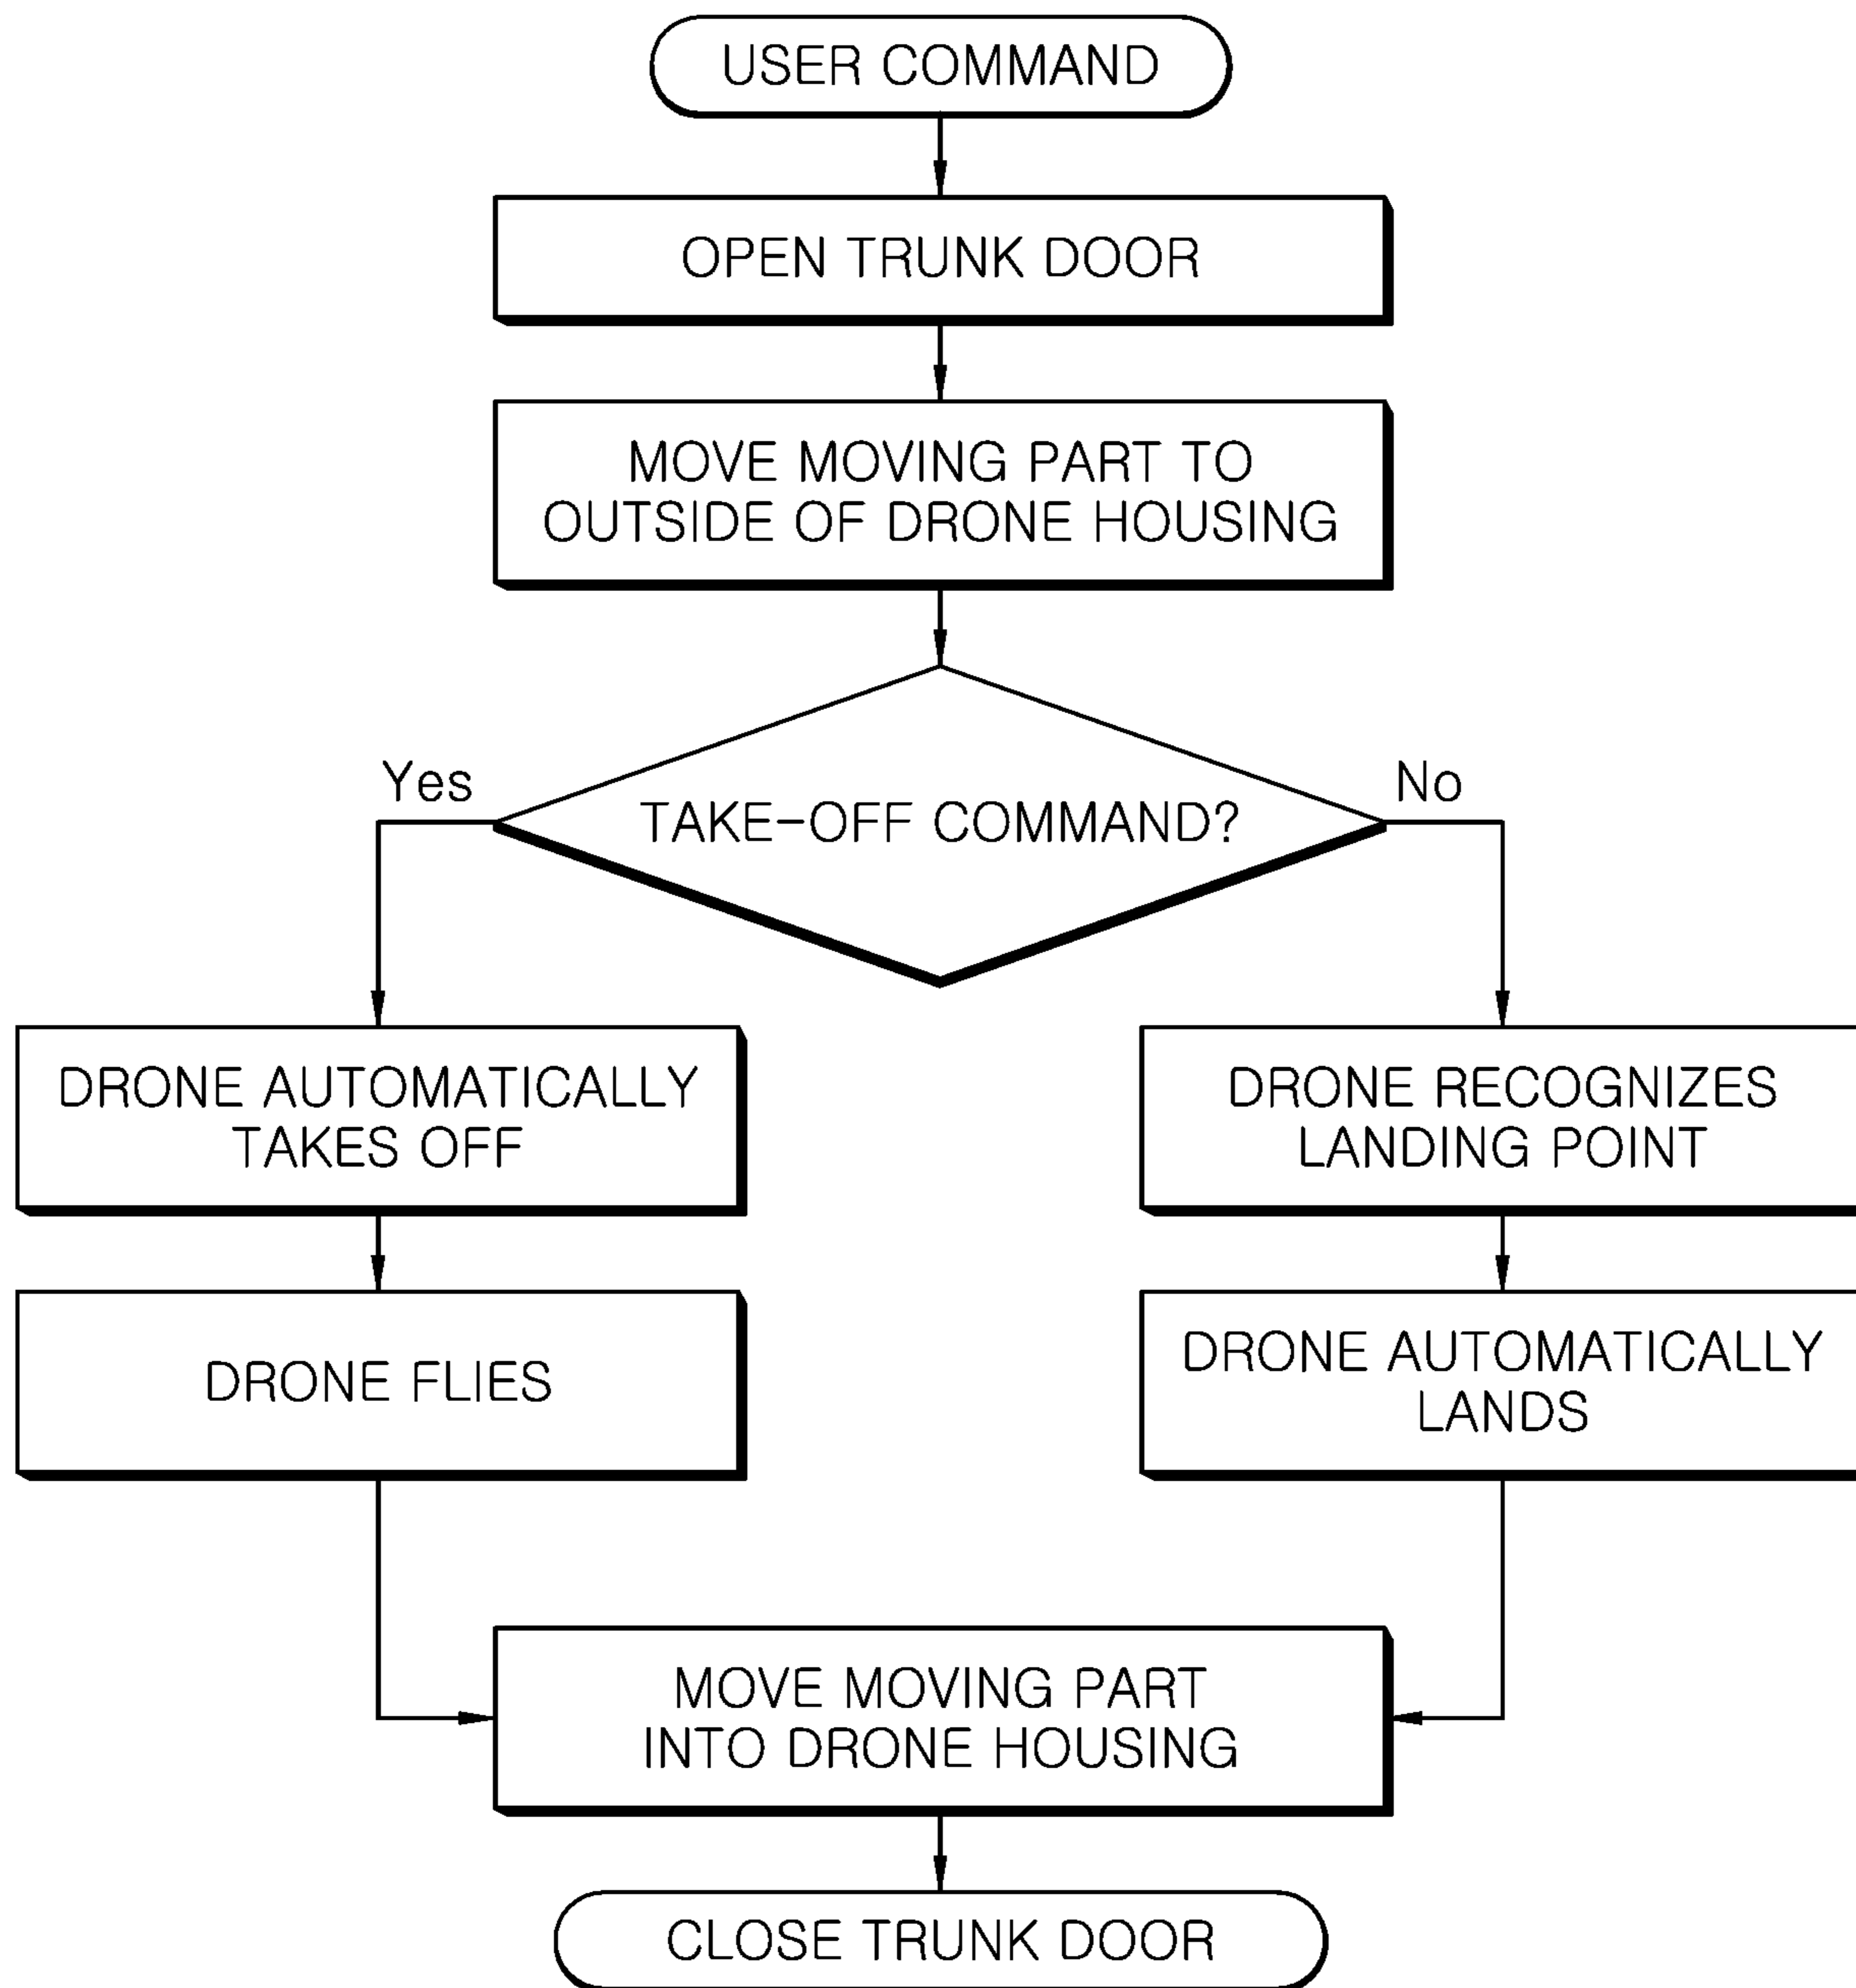 USER COMMAND
OPEN TRUNK DOOR
MOVE MOVING PART TO
OUTSIDE OF DRONE HOUSING
Yes
No
TAKE-OFF COMMAND?
DRONE AUTOMATICALLY
TAKES OFF
DRONE RECOGNIZES
LANDING POINT
DRONE FLIES
DRONE AUTOMATICALLY
LANDS
MOVE MOVING PART
INTO DRONE HOUSING
CLOSE TRUNK DOOR